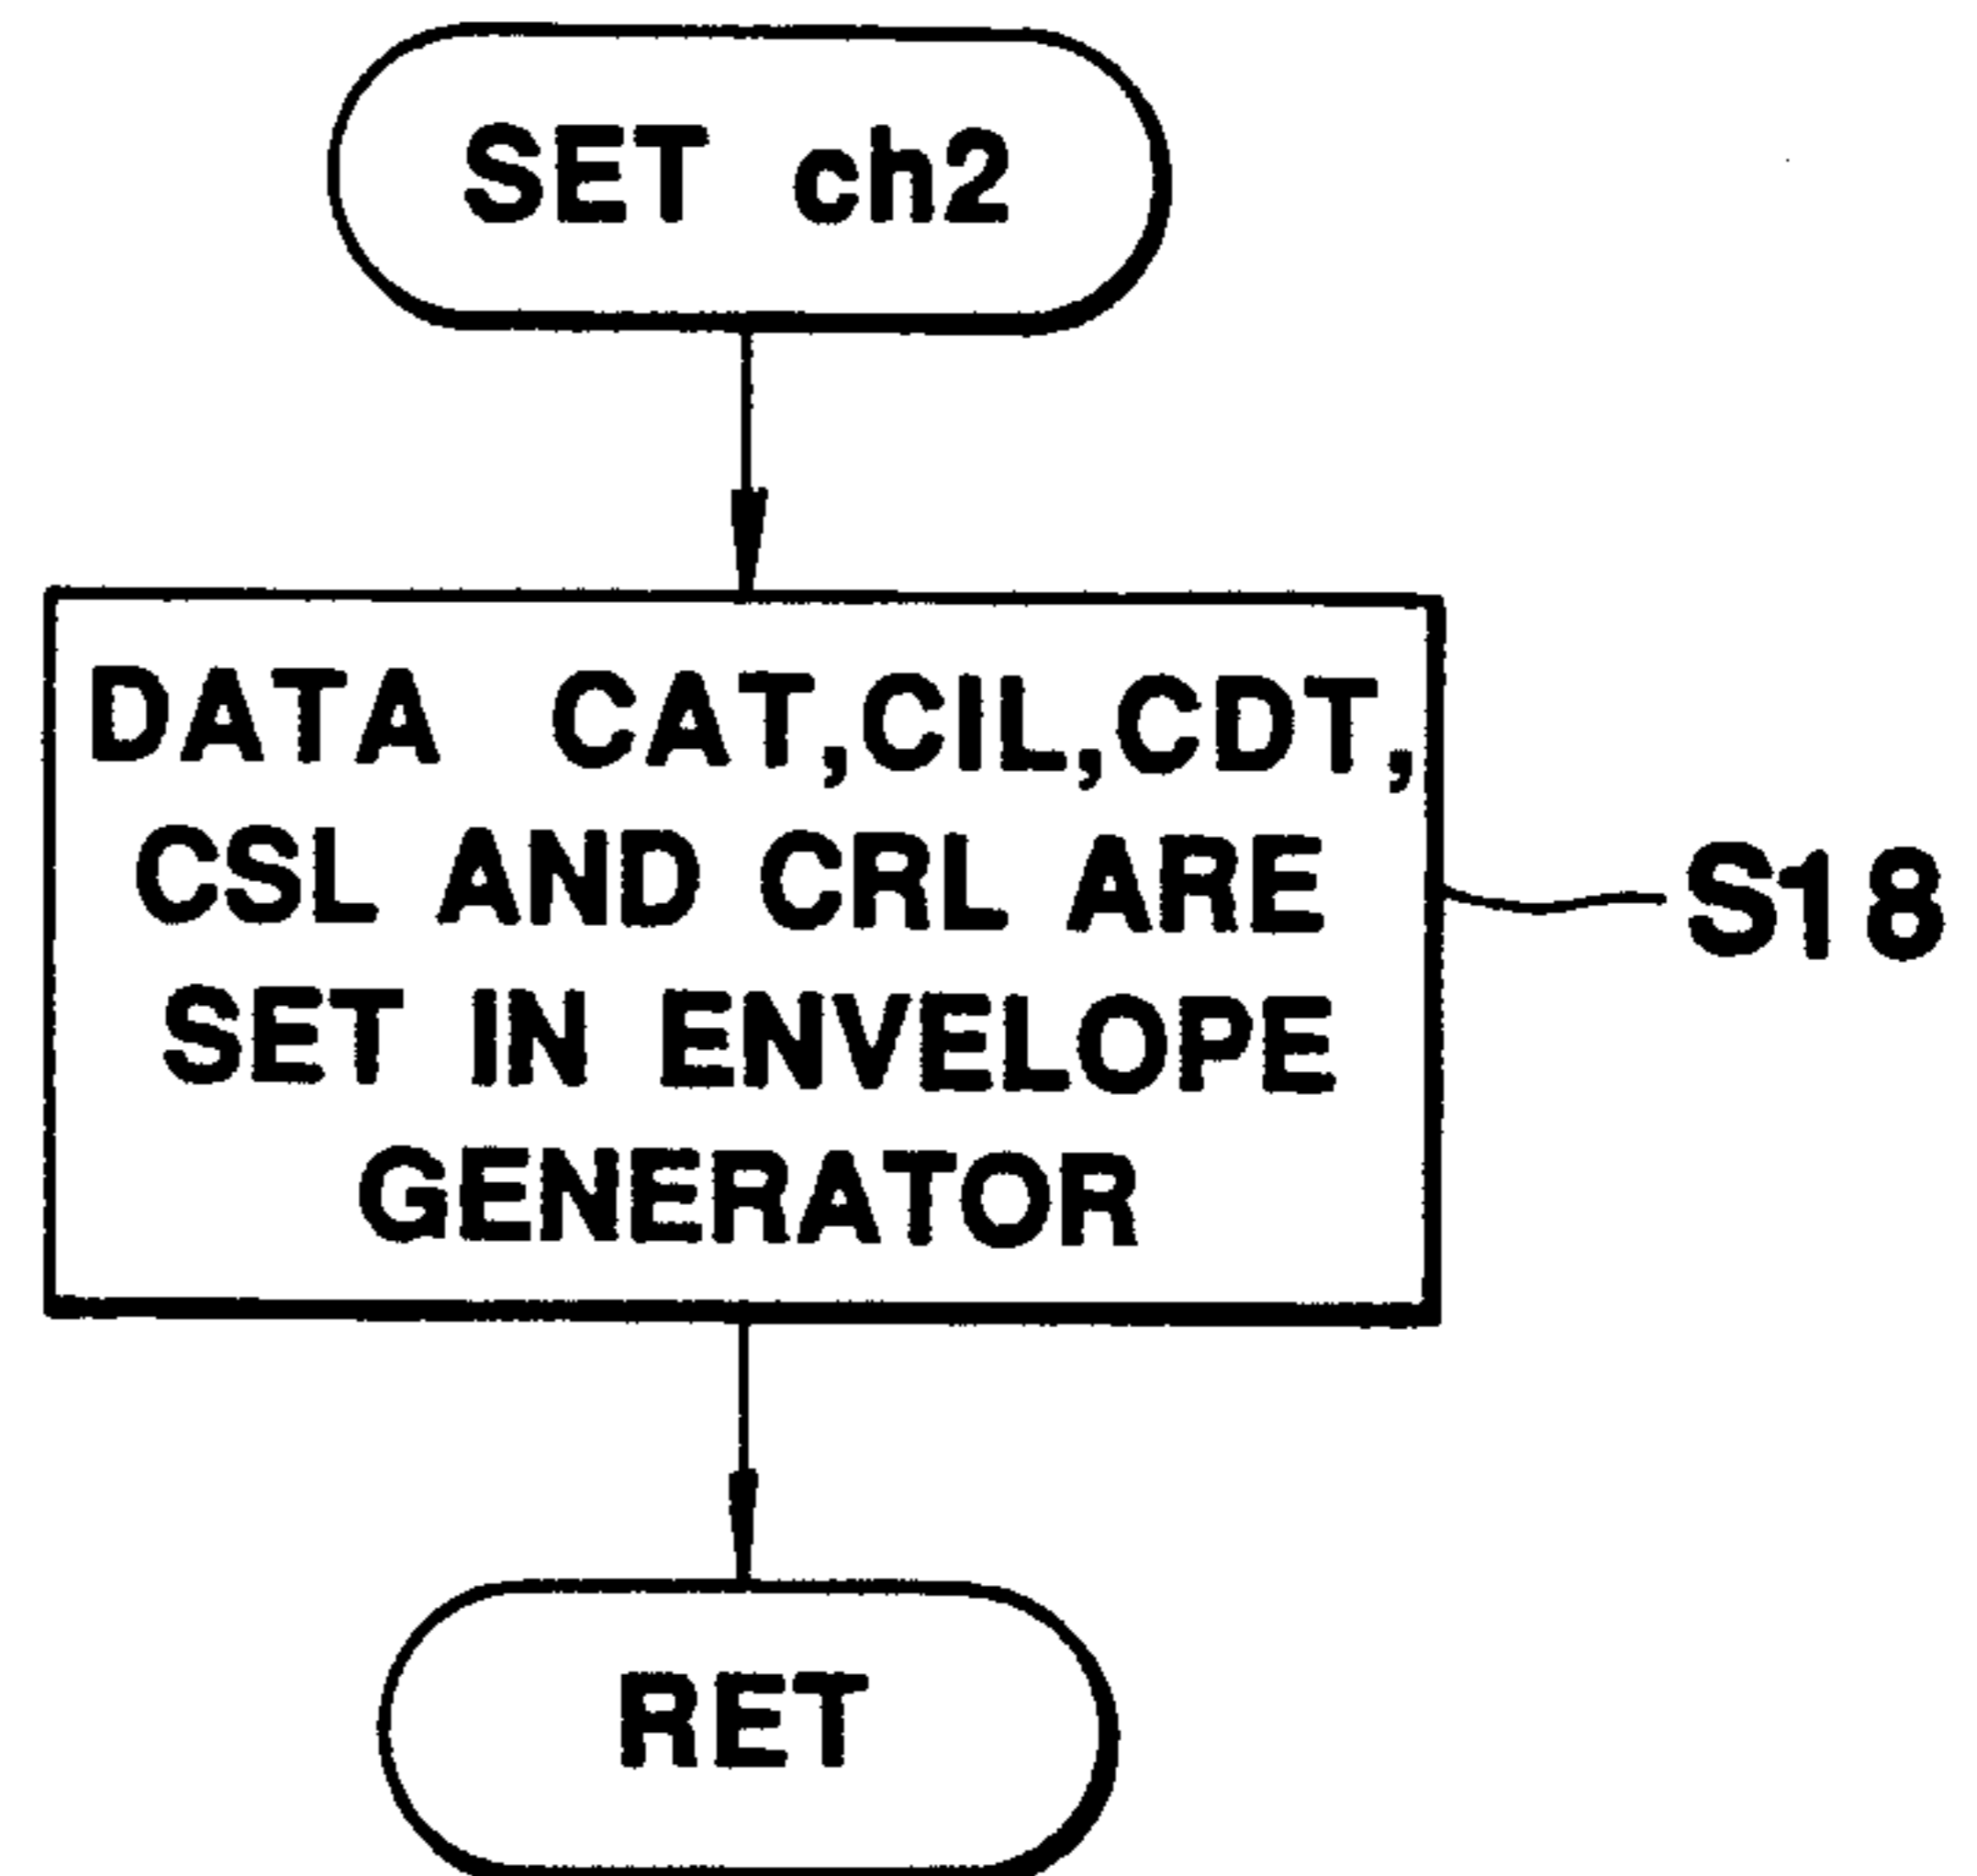 SET ch2
DATA CAT,CIL,CDT,
CSL AND CRL ARE
SET IN ENVELOPE
GENERATOR
S18
RET